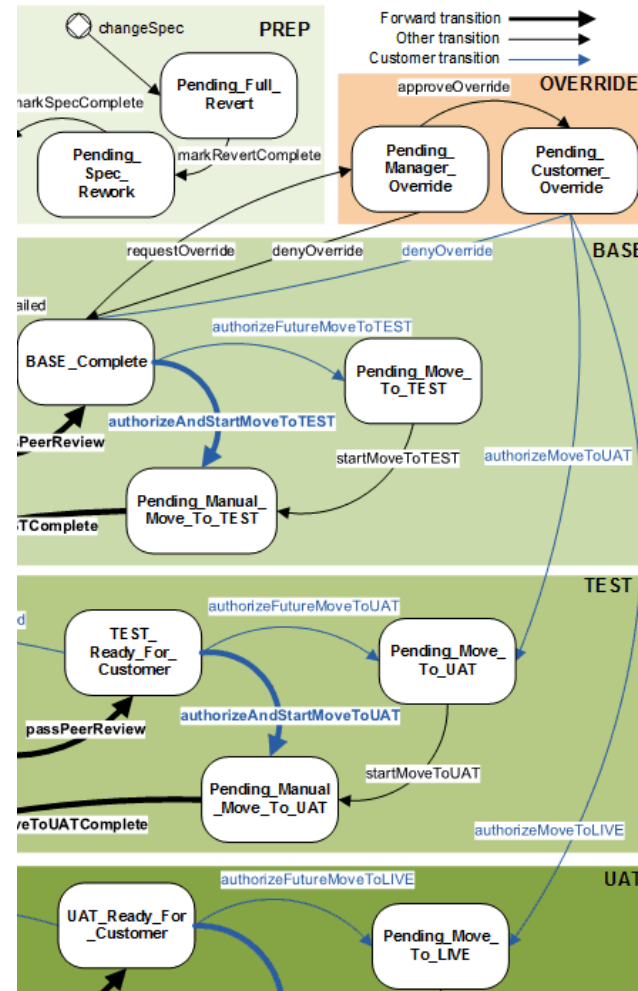 changeSpec
PREP
Forward transition
Other transition
Customer transition
OVERRIDE
approveOverride
Pending_Full_
Revert
markSpecComplete
Pending_
Spec_
Rework
markRevertComplete
Pending_
Manager_
Override
Pending_
Customer_
Override
requestOverride
denyOverride
denyOverride
BASE
ailed
BASE_Complete
authorizeFutureMoveToTEST
Pending_Move_
To_TEST
authorizeAndStartMoveToTEST
PeerReview
startMoveToTEST
authorizeMoveToUAT
Pending_Manual_
Move_To_TEST
STComplete
TEST
authorizeFutureMoveToUAT
d
TEST_
Ready_For_
Customer
Pending_Move_
To_UAT
authorizeAndStartMoveToUAT
passPeerReview
startMoveToUAT
Pending_Manual
_Move_To_UAT
veToUATComplete
authorizeMoveToLIVE
UAT
authorizeFutureMoveToLIVE
UAT_Ready_For
_Customer
Pending_Move_
To_LIVE